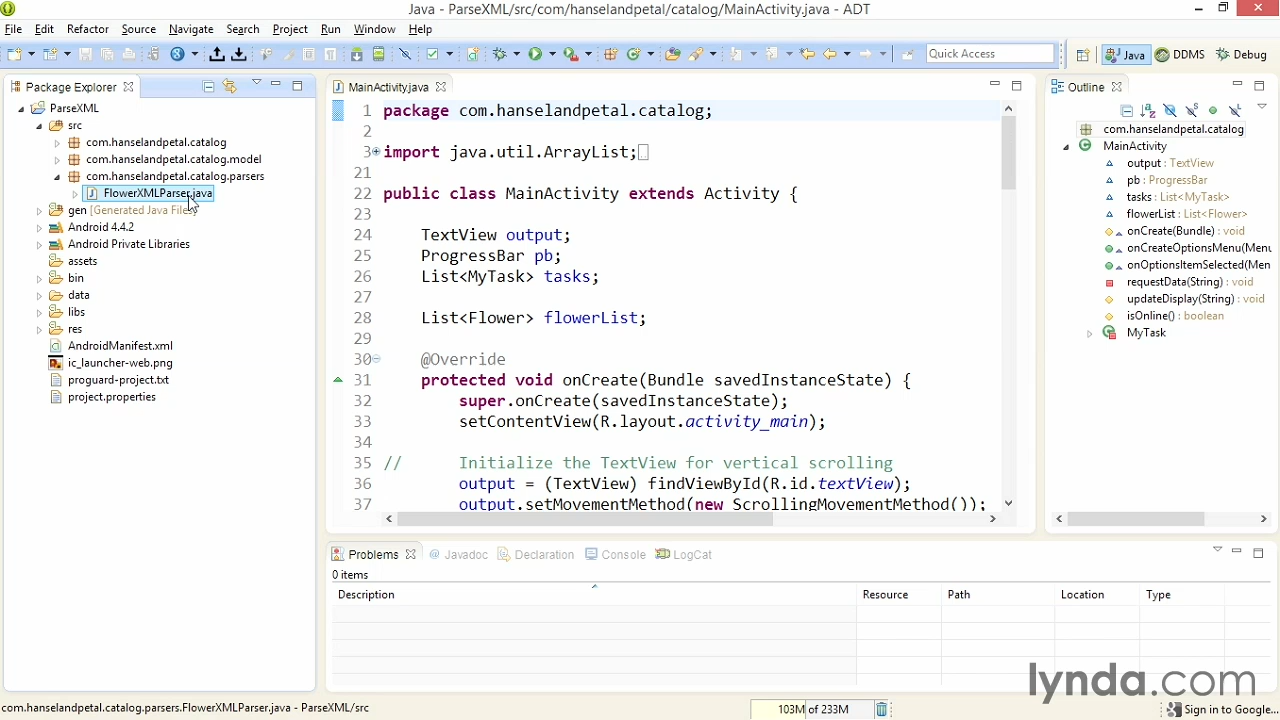 Java - ParseXML/src/com/hanselandpetal/catalog/MainActivity.java - ADT
File Edit Refactor Source Navigate Search Project Run Window Help
Quick Access
Java
DDMS
Debug
Package Explorer
ParseXML
src
com.hanselandpetal.catalog
com.hanselandpetal.catalog.model
com.hanselandpetal.catalog.parsers
FlowerXMLParser.java
gen [Generated Java Files]
Android 4.4.2
Android Private Libraries
assets
bin
data
libs
res
AndroidManifest.xml
ic_launcher-web.png
proguard-project.txt
project.properties
MainActivity.java
1 package com.hanselandpetal.catalog;
2
3 import java.util.ArrayList;
21
22 public class MainActivity extends Activity {
23
24 TextView output;
25 ProgressBar pb;
26 List<MyTask> tasks;
27
28 List<Flower> flowerList;
29
30 @Override
31 protected void onCreate(Bundle savedInstanceState) {
32 super.onCreate(savedInstanceState);
33 setContentView(R.layout.activity_main);
34
35 // Initialize the TextView for vertical scrolling
36 output = (TextView) findViewById(R.id.textView);
37 output.setMovementMethod(new ScrollingMovementMethod());
Outline
com.hanselandpetal.catalog
MainActivity
output : TextView
pb : ProgressBar
tasks : List<MyTask>
flowerList : List<Flower>
onCreate(Bundle) : void
onCreateOptionsMenu(Menu
onOptionsItemSelected(Men
requestData(String) : void
updateDisplay(String) : void
isOnline() : boolean
MyTask
Problems Javadoc Declaration Console LogCat
0 items
Description Resource Path Location Type
lynda.com
com.hanselandpetal.catalog.parsers.FlowerXMLParser.java - ParseXML/src
103M of 233M
Sign in to Google...